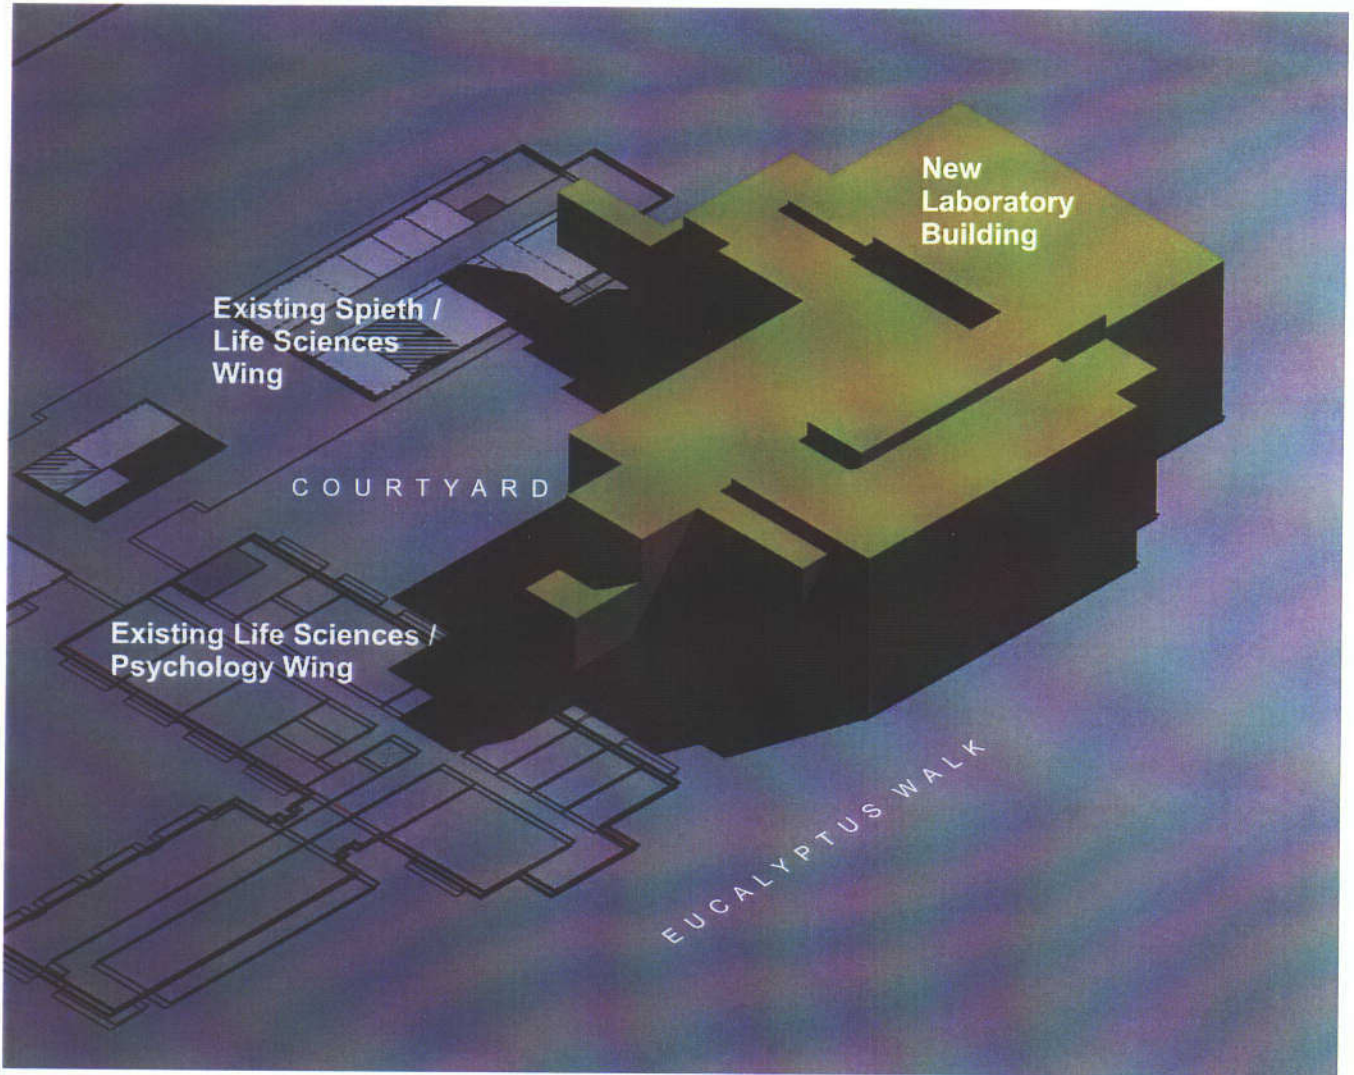 New
Laboratory
Building
Existing Spieth /
Life Sciences
Wing
COURTYARD
Existing Life Sciences /
Psychology Wing
EUCALYPTUS WALK